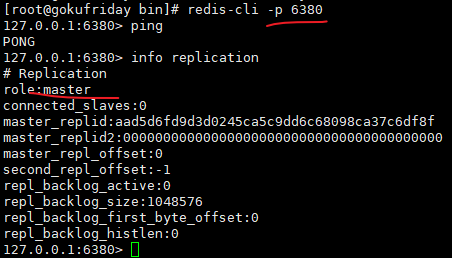 [root@gokufriday bin]# redis-cli -p 6380
127.0.0.1:6380> ping
PONG
127.0.0.1:6380> info replication
# Replication
role:master
connected_slaves:0
master_replid:aad5d6fd9d3d0245ca5c9dd6c68098ca37c6df8f
master_replid2:0000000000000000000000000000000000000000
master_repl_offset:0
second_repl_offset:-1
repl_backlog_active:0
repl_backlog_size:1048576
repl_backlog_first_byte_offset:0
repl_backlog_histlen:0
127.0.0.1:6380>